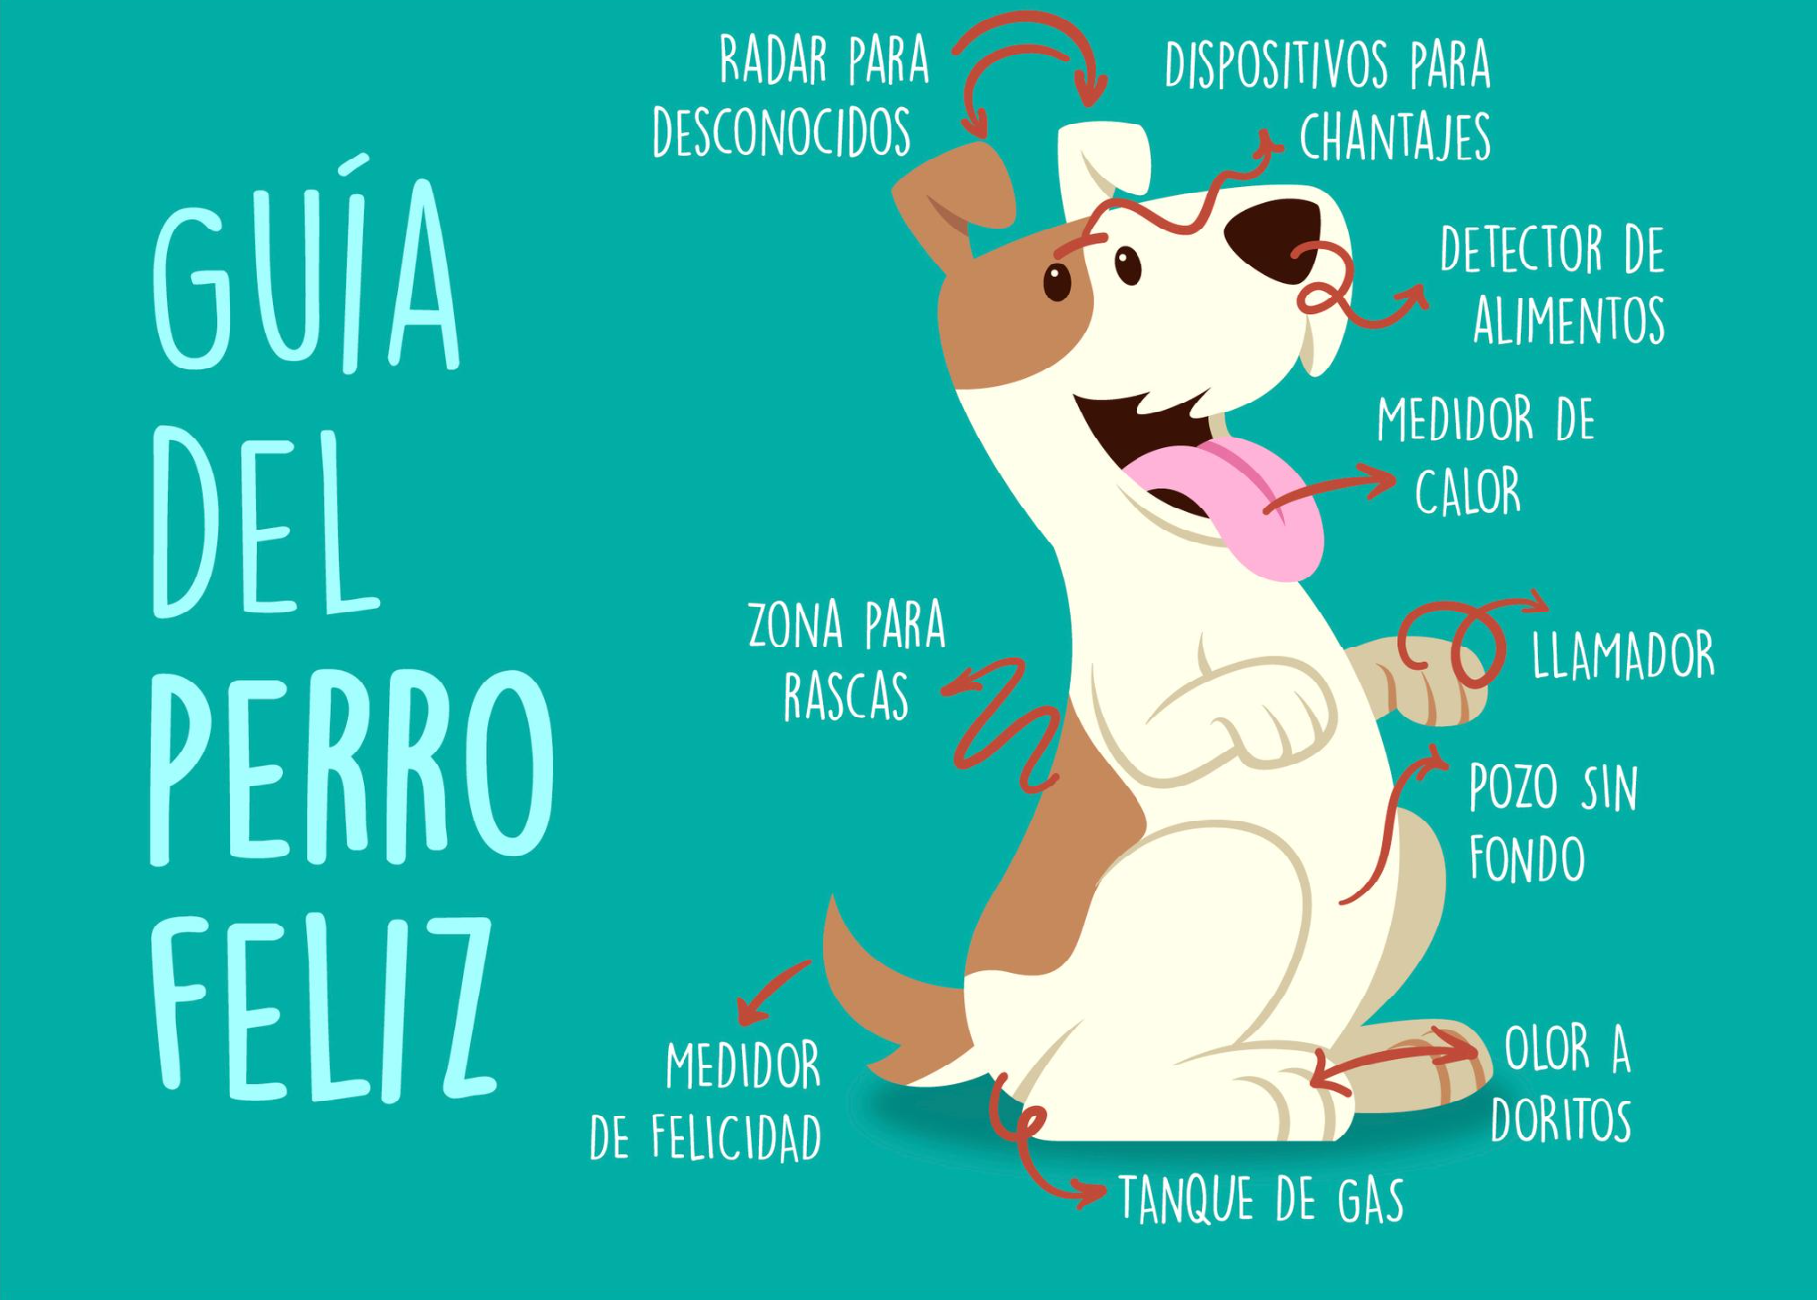 GUÍA
DEL
PERRO
FELIZ
RADAR PARA
DESCONOCIDOS
DISPOSITIVOS PARA
CHANTAJES
DETECTOR DE
ALIMENTOS
MEDIDOR DE
CALOR
ZONA PARA
RASCAS
LLAMADOR
POZO SIN
FONDO
MEDIDOR
DE FELICIDAD
OLOR A
DORITOS
TANQUE DE GAS